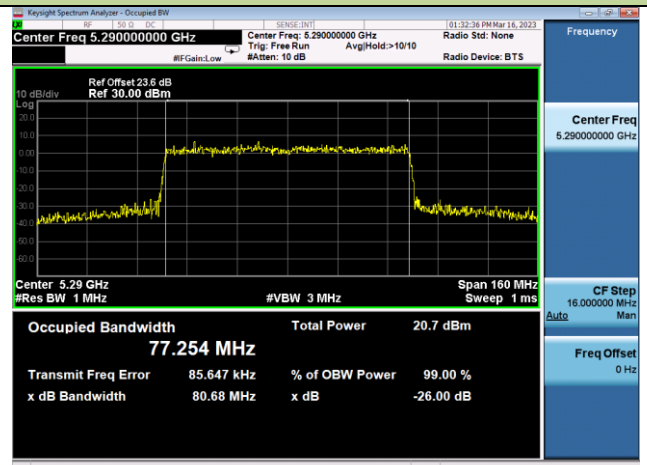 Keysight Spectrum Analyzer - Occupied BW
RF 50 Ω DC SENSE:INT 01:32:36 PM Mar 16, 2023
Center Freq 5.290000000 GHz
Center Freq: 5.290000000 GHz Radio Std: None
Trig: Free Run Avg|Hold:>10/10
#IFGain:Low #Atten: 10 dB Radio Device: BTS
Frequency
Ref Offset 23.6 dB
10 dB/div Ref 30.00 dBm
Log
20.0
10.0
0.00
-10.0
-20.0
-30.0
-40.0
-50.0
-60.0
Center 5.29 GHz Span 160 MHz
#Res BW 1 MHz #VBW 3 MHz Sweep 1 ms
Occupied Bandwidth Total Power 20.7 dBm
77.254 MHz
Transmit Freq Error 85.647 kHz % of OBW Power 99.00 %
x dB Bandwidth 80.68 MHz x dB -26.00 dB
Center Freq
5.290000000 GHz
CF Step
16.000000 MHz
Auto Man
Freq Offset
0 Hz